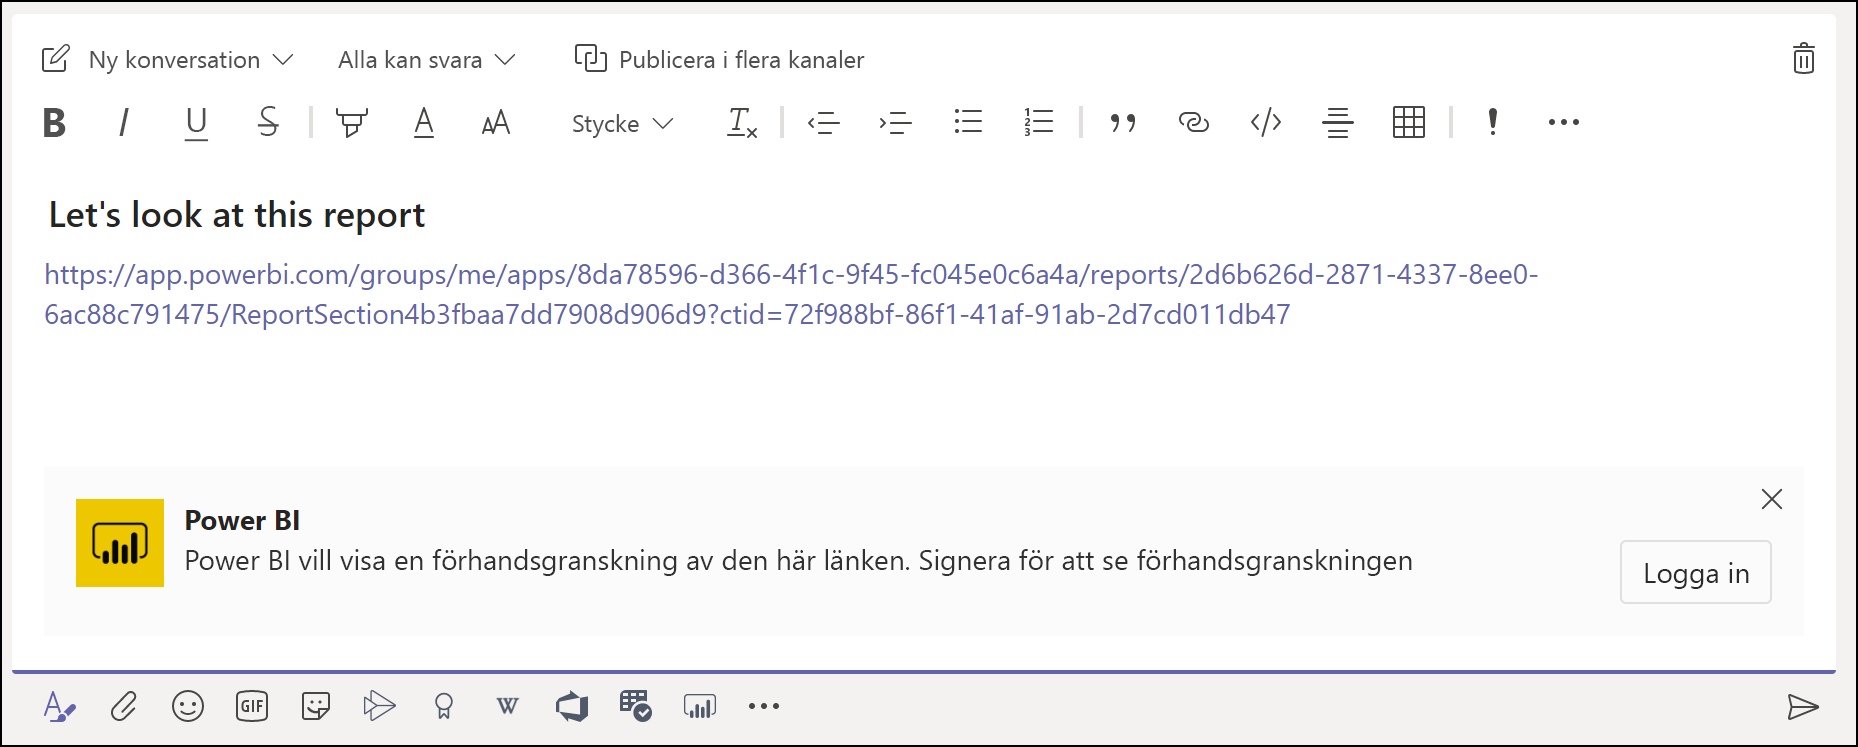 Ny konversation Alla kan svara Publicera i flera kanaler
B I U S A AA Stycke Tx </> ! ...
Let's look at this report
https://app.powerbi.com/groups/me/apps/8da78596-d366-4f1c-9f45-fc045e0c6a4a/reports/2d6b626d-2871-4337-8ee0-
6ac88c791475/ReportSection4b3fbaa7dd7908d906d9?ctid=72f988bf-86f1-41af-91ab-2d7cd011db47
Power BI
Power BI vill visa en förhandsgranskning av den här länken. Signera för att se förhandsgranskningen
Logga in
GIF W